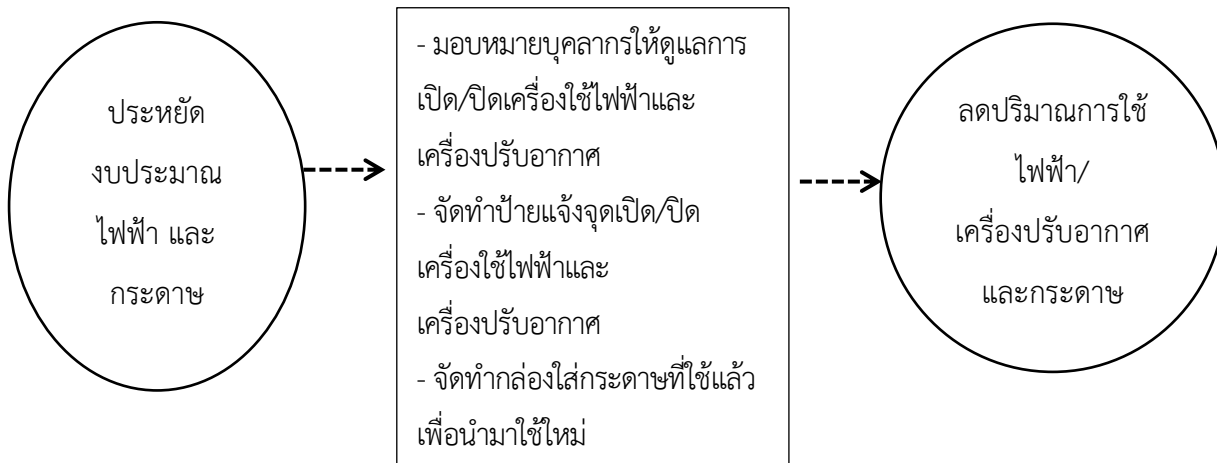 ประหยัด
งบประมาณ
ไฟฟ้า และ
กระดาษ
- มอบหมายบุคลากรให้ดูแลการ
เปิด/ปิดเครื่องใช้ไฟฟ้าและ
เครื่องปรับอากาศ
- จัดทำป้ายแจ้งจุดเปิด/ปิด
เครื่องใช้ไฟฟ้าและ
เครื่องปรับอากาศ
- จัดทำกล่องใส่กระดาษที่ใช้แล้ว
เพื่อนำมาใช้ใหม่
ลดปริมาณการใช้
ไฟฟ้า/
เครื่องปรับอากาศ
และกระดาษ